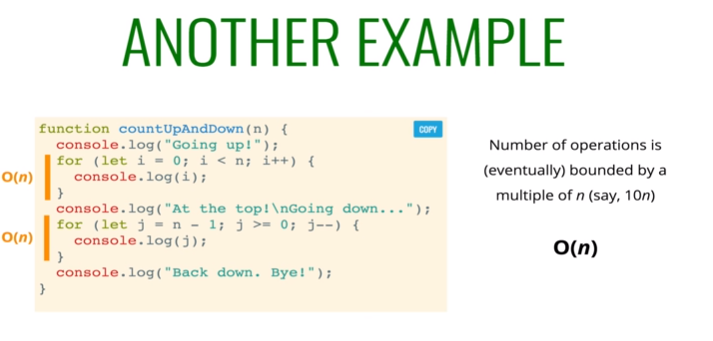 ANOTHER EXAMPLE
function countUpAndDown(n) {
COPY
console.log("Going up!");
for (let i = 0; i < n; i++) {
O(n)
console.log(i);
}
console.log("At the top!\nGoing down...");
for (let j = n - 1; j >= 0; j--) {
O(n)
console.log(j);
}
console.log("Back down. Bye!");
}
Number of operations is
(eventually) bounded by a
multiple of n (say, 10n)
O(n)